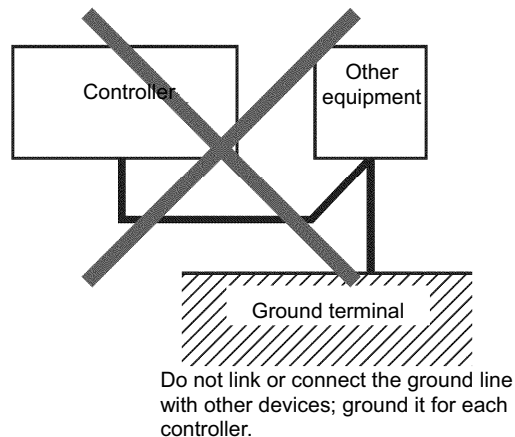 Controller
Other
equipment
Ground terminal
Do not link or connect the ground line
with other devices; ground it for each
controller.